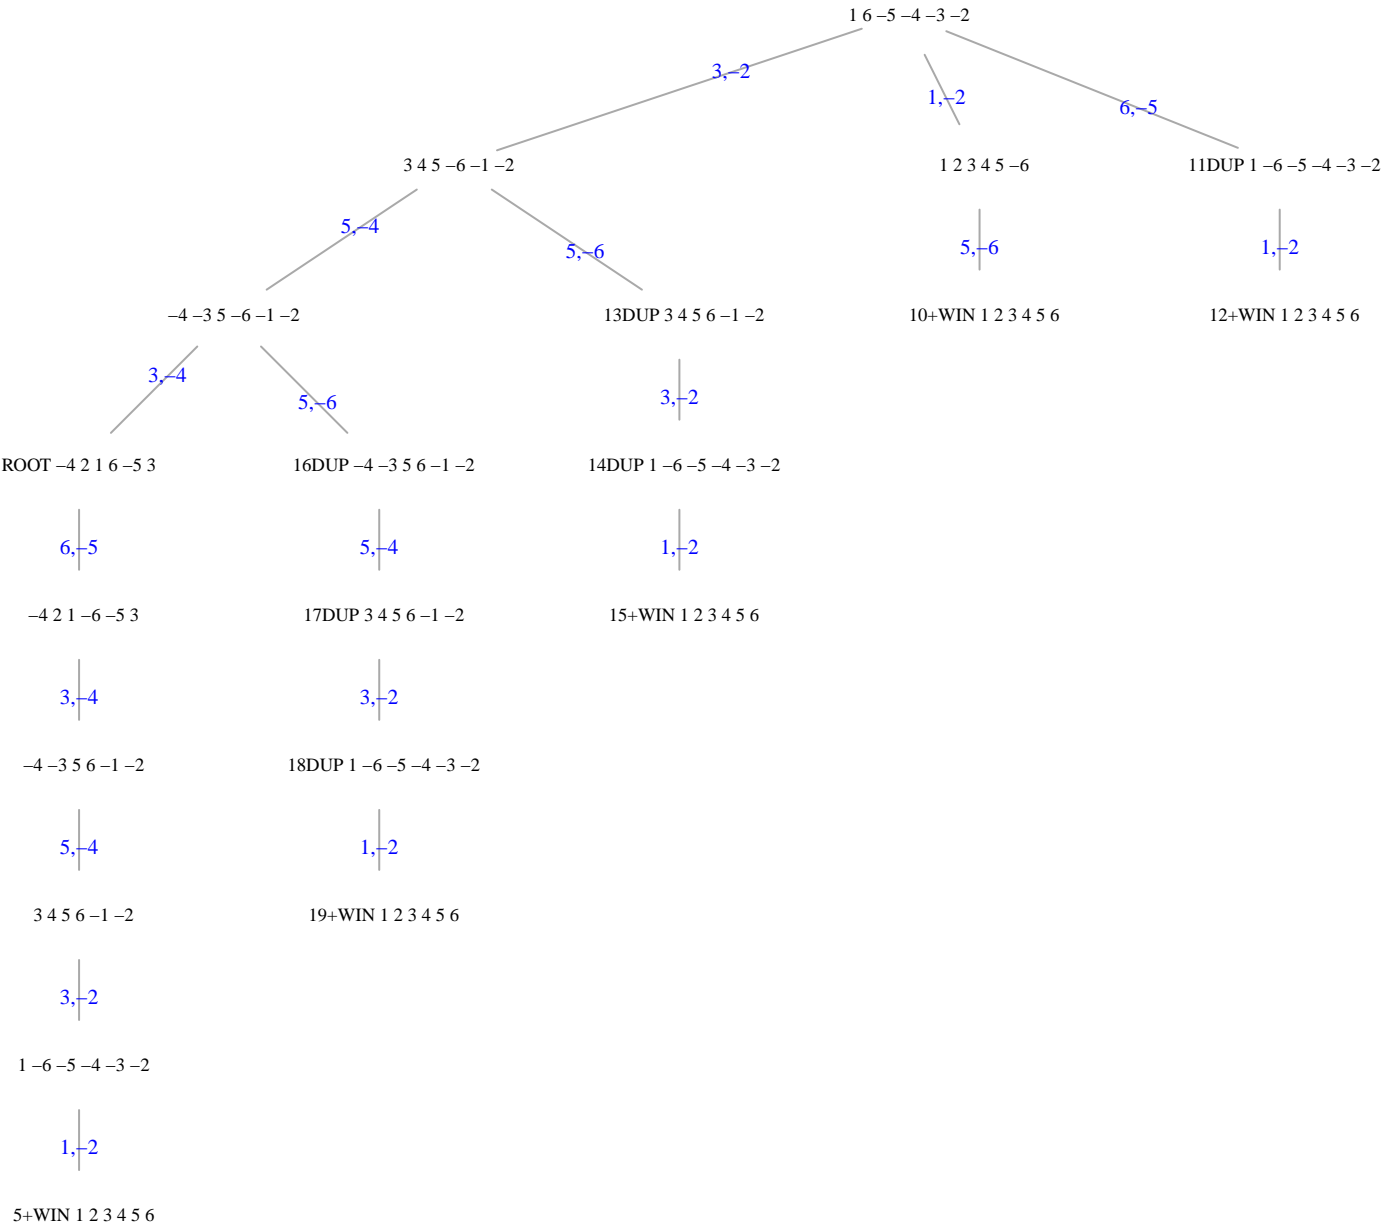 1 6 –5 –4 –3 –2
3,–2
1,–2
6,–5
3 4 5 –6 –1 –2
1 2 3 4 5 –6
11DUP 1 –6 –5 –4 –3 –2
5,–4
5,–6
5,–6
1,–2
–4 –3 5 –6 –1 –2
13DUP 3 4 5 6 –1 –2
10+WIN 1 2 3 4 5 6
12+WIN 1 2 3 4 5 6
3,–4
5,–6
3,–2
ROOT –4 2 1 6 –5 3
16DUP –4 –3 5 6 –1 –2
14DUP 1 –6 –5 –4 –3 –2
6,–5
5,–4
1,–2
–4 2 1 –6 –5 3
17DUP 3 4 5 6 –1 –2
15+WIN 1 2 3 4 5 6
3,–4
3,–2
–4 –3 5 6 –1 –2
18DUP 1 –6 –5 –4 –3 –2
5,–4
1,–2
3 4 5 6 –1 –2
19+WIN 1 2 3 4 5 6
3,–2
1 –6 –5 –4 –3 –2
1,–2
5+WIN 1 2 3 4 5 6